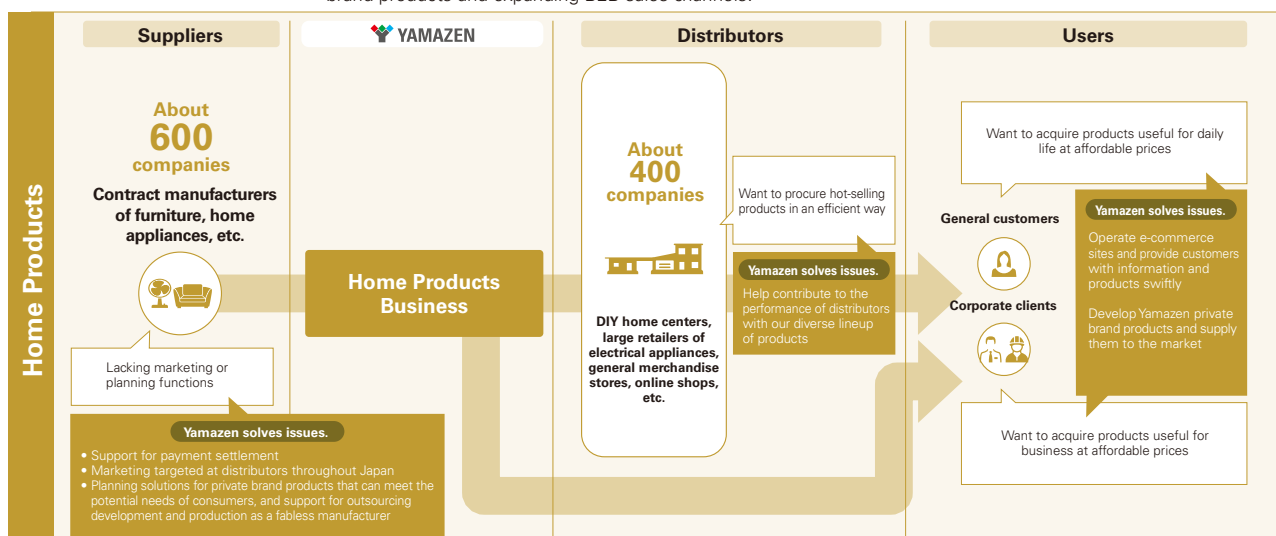 brand products and expanding B2B sales channels.
Home Products
Suppliers
YAMAZEN
Distributors
Users
About
600
companies
Contract manufacturers
of furniture, home
appliances, etc.
Lacking marketing or
planning functions
Yamazen solves issues.
• Support for payment settlement
• Marketing targeted at distributors throughout Japan
• Planning solutions for private brand products that can meet the
potential needs of consumers, and support for outsourcing
development and production as a fabless manufacturer
Home Products
Business
About
400
companies
DIY home centers,
large retailers of
electrical appliances,
general merchandise
stores, online shops,
etc.
Want to procure hot-selling
products in an efficient way
Yamazen solves issues.
Help contribute to the
performance of distributors
with our diverse lineup
of products
Want to acquire products useful for daily
life at affordable prices
General customers
Corporate clients
Yamazen solves issues.
Operate e-commerce
sites and provide customers
with information and
products swiftly
Develop Yamazen private
brand products and supply
them to the market
Want to acquire products useful for
business at affordable prices